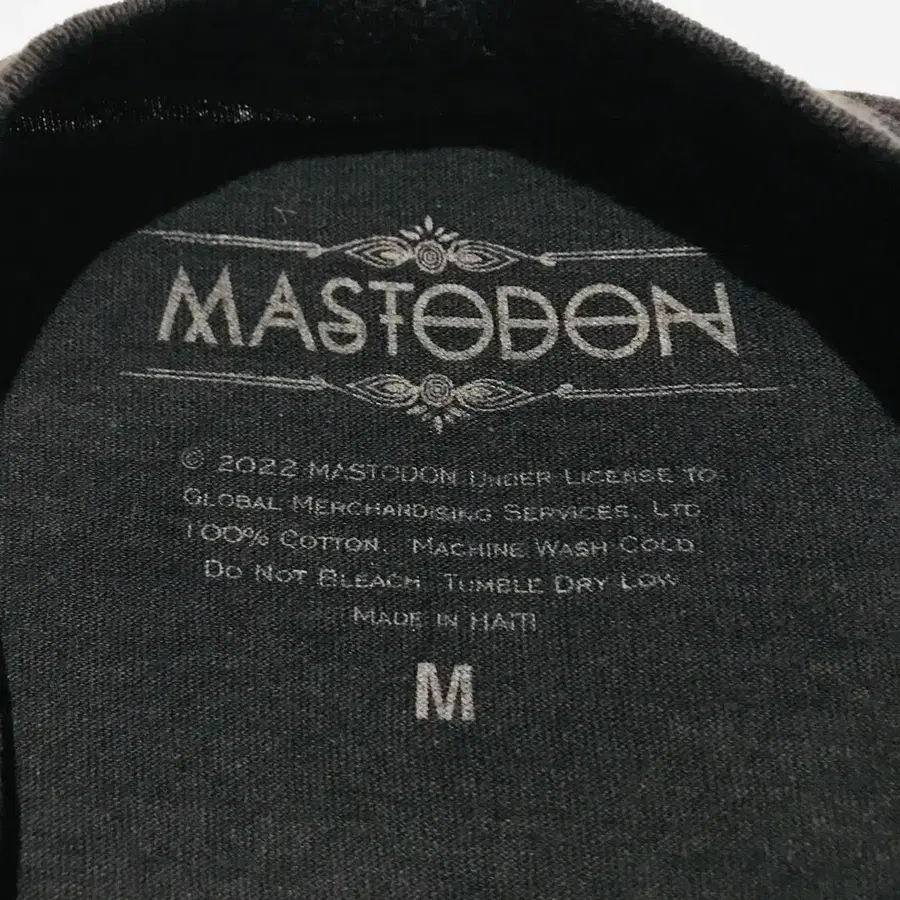 MASTODON
© 2022 MASTODON UNDER LICENSE TO
GLOBAL MERCHANDISING SERVICES, LTD
100% COTTON. MACHINE WASH COLD.
DO NOT BLEACH. TUMBLE DRY LOW
MADE IN HAITI
M